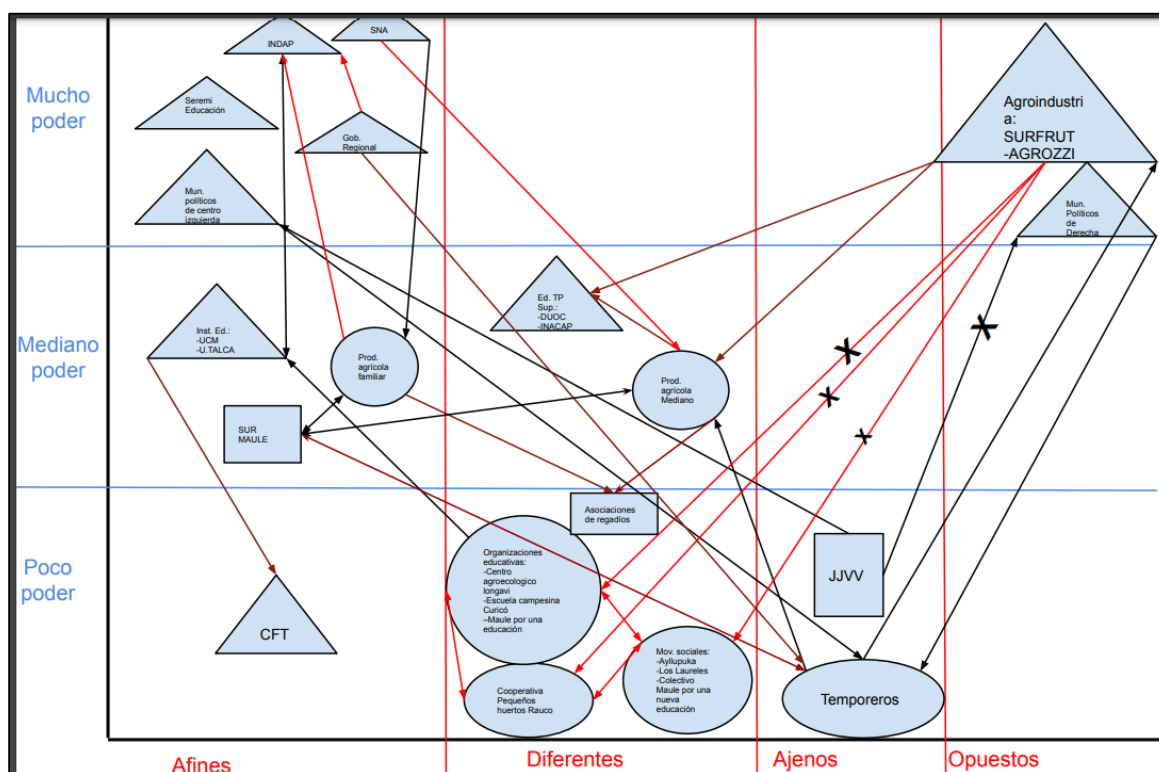 SNA
INDAP
Mucho
poder
Seremi
Educación
Gob.
Regional
Agroindustri
a:
SURFRUT
-AGROZZI
Mun.
políticos
de centro
izquierda
Mun.
Políticos
de
Derecha
Mediano
poder
Inst. Ed.:
-UCM
-U.TALCA
Prod.
agrícola
familiar
Ed. TP
Sup.:
-DUOC
-INACAP
Prod.
agrícola
Mediano
SUR
MAULE
X
X
X
x
Poco
poder
Asociaciones
de regadíos
Organizaciones
educativas:
-Centro
agroecologico
longaví
-Escuela campesina
Curicó
–Maule por una
educación
JJVV
CFT
Mov. sociales:
-Ayllupuka
-Los Laureles
-Colectivo
Maule por una
nueva
educación
Cooperativa
Pequeños
huertos Rauco
Temporeros
Afines
Diferentes
Ajenos
Opuestos